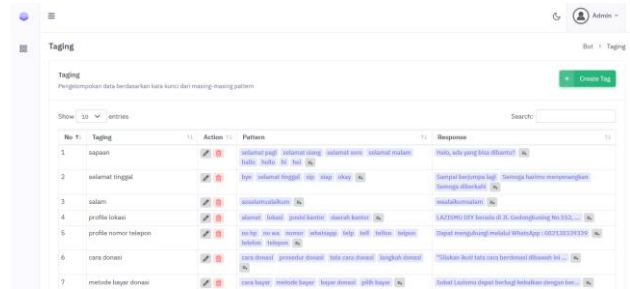 Admin
Taging
Bot > Taging
Taging
Pengelompokan data berdasarkan kata kunci dari masing-masing pattern
+ Create Tag
Show 10 entries
Search:
No Taging Action Pattern Response
1 sapaan selamat pagi selamat siang selamat sore selamat malam Halo, ada yang bisa dibantu?
hallo hello hi hai
2 selamat tinggal bye selamat tinggal sip siap okay Sampai berjumpa lagi Semoga harimu menyenangkan
Semoga diberkahi
3 salam assalamualaikum waalaikumsalam
4 profile lokasi alamat lokasi posisi kantor daerah kantor LAZISMU DIY berada di Jl. Gedongkuning No.152, ...
5 profile nomor telepon no hp no wa nomor whatsapp telp tell telfon telpon Dapat mengubungi melalui WhatsApp : 082138339329
telefon telepon
6 cara donasi cara donasi prosedur donasi tata cara donasi langkah donasi "Silakan ikuti tata cara berdonasi dibawah ini ...
7 metode bayar donasi cara bayar metode bayar bayar donasi pilih bayar Sobat Lazismu dapat berbagi kebaikan dengan ber...